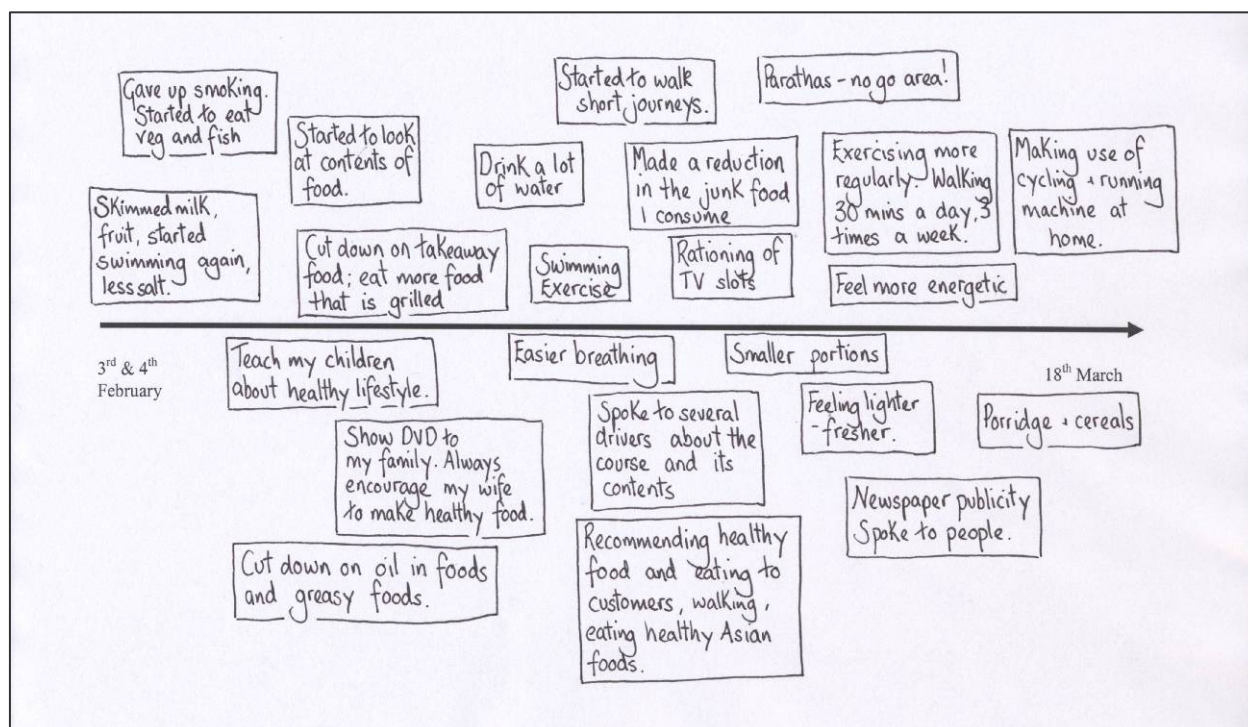 Gave up smoking.
Started to eat
veg and fish
Started to look
at contents of
food.
Started to walk
short journeys.
Parathas - no go area!
Drink a lot
of water
Made a reduction
in the junk food
I consume
Exercising more
regularly. Walking
30 mins a day, 3
times a week.
Making use of
cycling + running
machine at
home.
Skimmed milk,
fruit, started
swimming again,
less salt.
Cut down on takeaway
food; eat more food
that is grilled
Swimming
Exercise
Rationing of
TV slots
Feel more energetic
3rd & 4th
February
18th March
Teach my children
about healthy lifestyle.
Easier breathing
Smaller portions
Show DVD to
my family. Always
encourage my wife
to make healthy food.
Spoke to several
drivers about the
course and its
contents
Feeling lighter
- fresher.
Porridge + cereals
Cut down on oil in foods
and greasy foods.
Recommending healthy
food and eating to
customers, walking,
eating healthy Asian
foods.
Newspaper publicity
Spoke to people.